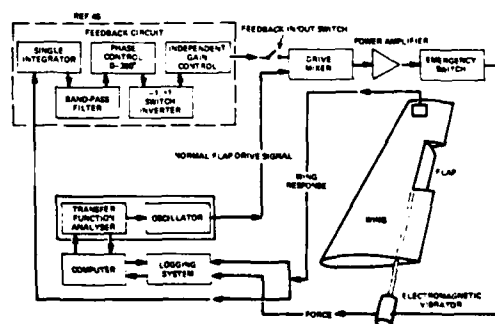 REF 46
FEEDBACK CIRCUIT
SINGLE
INTEGRATOR
PHASE
CONTROL
0-360°
INDEPENDENT
GAIN
CONTROL
BAND-PASS
FILTER
-1 +1
SWITCH
INVERTER
FEEDBACK IN/OUT SWITCH
DRIVE
MIXER
POWER AMPLIFIER
EMERGENCY
SWITCH
NORMAL FLAP DRIVE SIGNAL
WING
RESPONSE
FLAP
WING
TRANSFER
FUNCTION
ANALYSER
OSCILLATOR
COMPUTER
LOGGING
SYSTEM
FORCE
ELECTROMAGNETIC
VIBRATOR